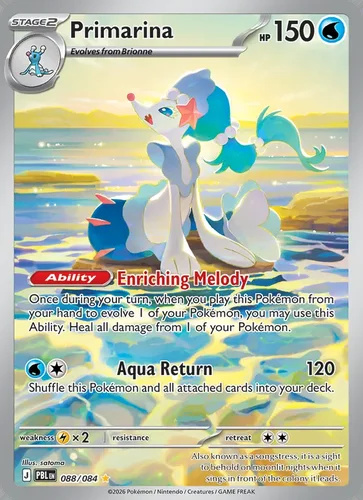 STAGE2
Primarina
HP 150
Evolves from Brionne
Ability Enriching Melody
Once during your turn, when you play this Pokémon from
your hand to evolve 1 of your Pokémon, you may use this
Ability. Heal all damage from 1 of your Pokémon.
Aqua Return 120
Shuffle this Pokémon and all attached cards into your deck.
weakness ×2 resistance retreat
Illus. satoma
J PBL EN 088/084
Also known as a songstress, it is a sight
to behold on moonlit nights when it
sings in front of the colony it leads.
©2026 Pokémon / Nintendo / Creatures / GAME FREAK